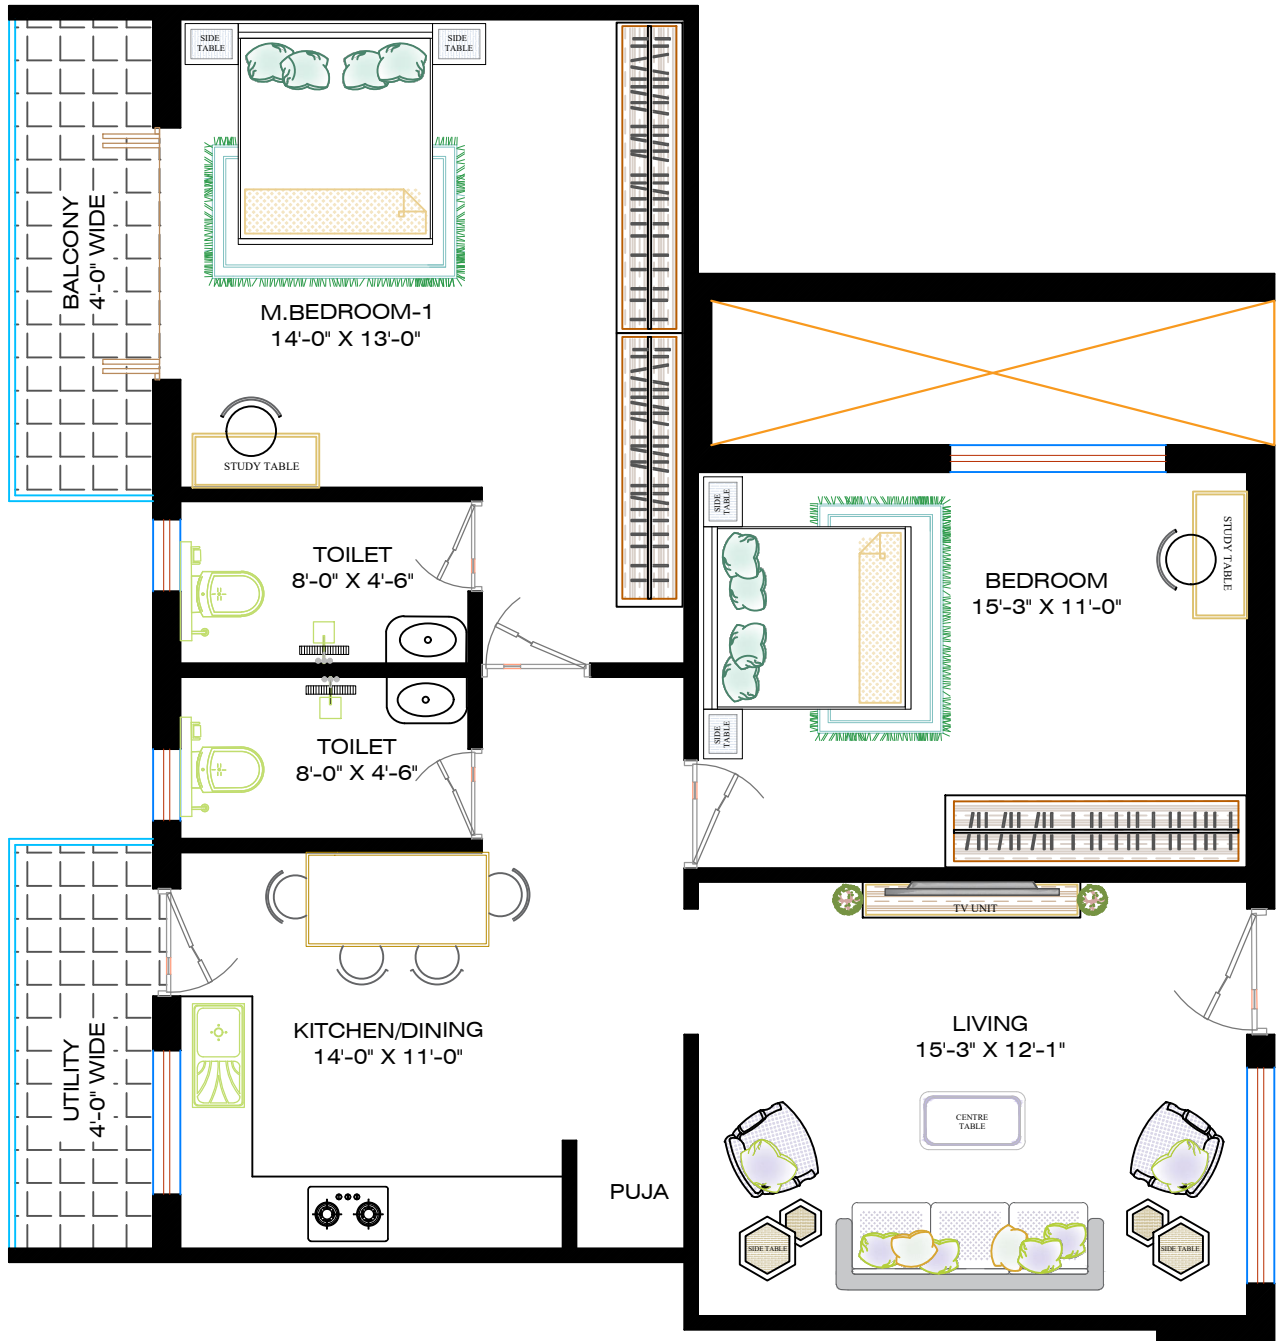 SIDE
TABLE
SIDE
TABLE
BALCONY
4'-0" WIDE
M.BEDROOM-1
14'-0" X 13'-0"
STUDY TABLE
TOILET
8'-0" X 4'-6"
SIDE
TABLE
BEDROOM
15'-3" X 11'-0"
STUDY TABLE
SIDE
TABLE
TOILET
8'-0" X 4'-6"
TV UNIT
UTILITY
4'-0" WIDE
KITCHEN/DINING
14'-0" X 11'-0"
LIVING
15'-3" X 12'-1"
CENTRE
TABLE
PUJA
SIDE TABLE
SIDE TABLE